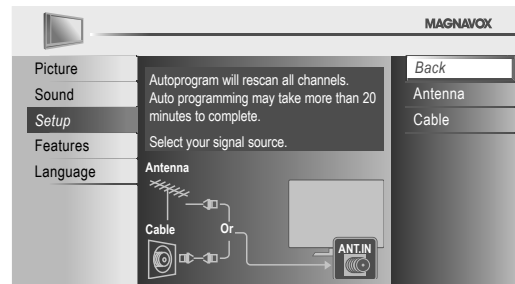 MAGNAVOX
Picture
Sound
Setup
Features
Language
Autoprogram will rescan all channels.
Auto programming may take more than 20
minutes to complete.
Select your signal source.
Antenna
Cable
Or
ANT.IN
Back
Antenna
Cable